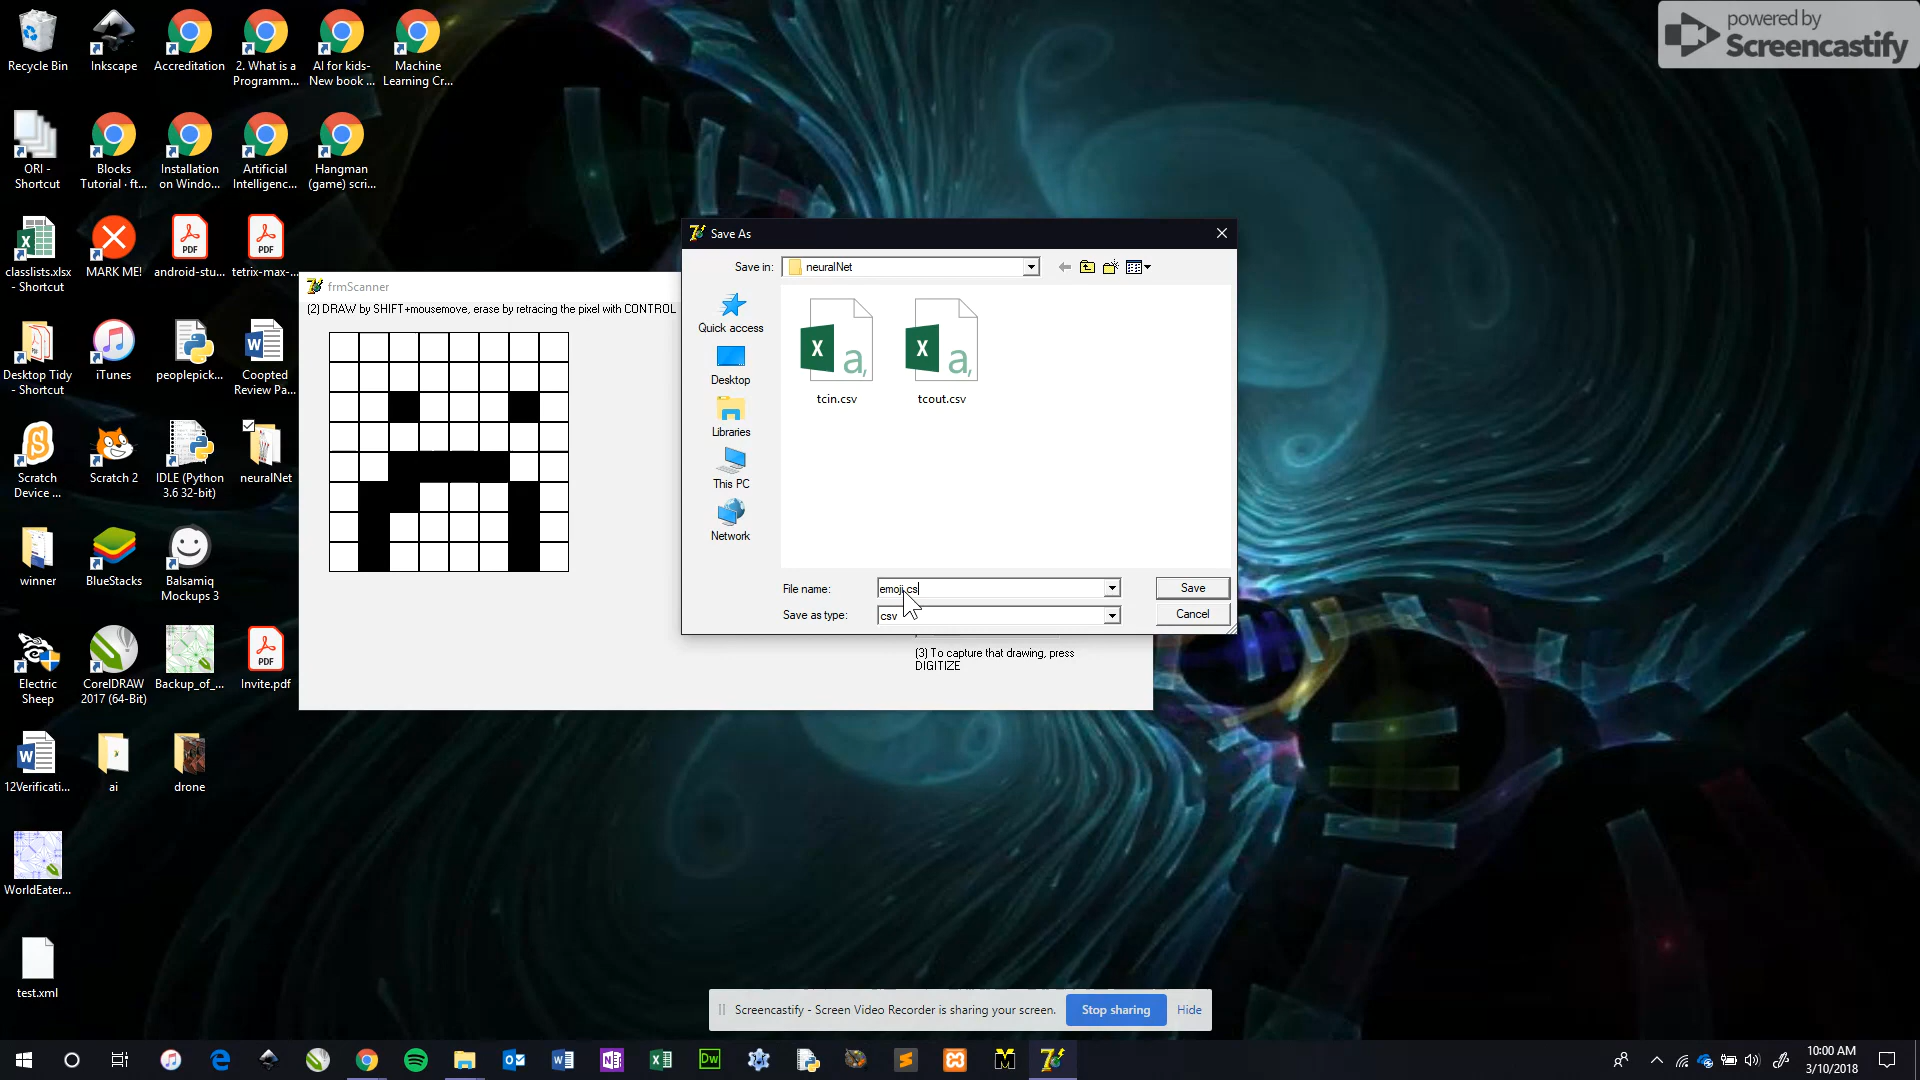 Recycle Bin
Inkscape
Accreditation
2. What is a
Programm...
AI for kids-
New book ...
Machine
Learning Cr...
powered by
Screencastify
ORI -
Shortcut
Blocks
Tutorial · ft...
Installation
on Windo...
Artificial
Intelligenc...
Hangman
(game) scri...
classlists.xlsx
- Shortcut
MARK ME!
android-stu...
tetrix-max-...
Desktop Tidy
- Shortcut
iTunes
peoplepick...
Coopted
Review Pa...
Scratch
Device ...
Scratch 2
IDLE (Python
3.6 32-bit)
neuralNet
winner
BlueStacks
Balsamiq
Mockups 3
Electric
Sheep
CorelDRAW
2017 (64-Bit)
Backup_of_...
Invite.pdf
12Verificati...
ai
drone
WorldEater...
test.xml
frmScanner
(2) DRAW by SHIFT+mousemove, erase by retracing the pixel with CONTROL
Save As
Save in:
neuralNet
Quick access
Desktop
Libraries
This PC
Network
tcin.csv
tcout.csv
File name:
emoji.cs
Save
Save as type:
csv
Cancel
(3) To capture that drawing, press
DIGITIZE
Screencastify - Screen Video Recorder is sharing your screen.
Stop sharing
Hide
10:00 AM
3/10/2018